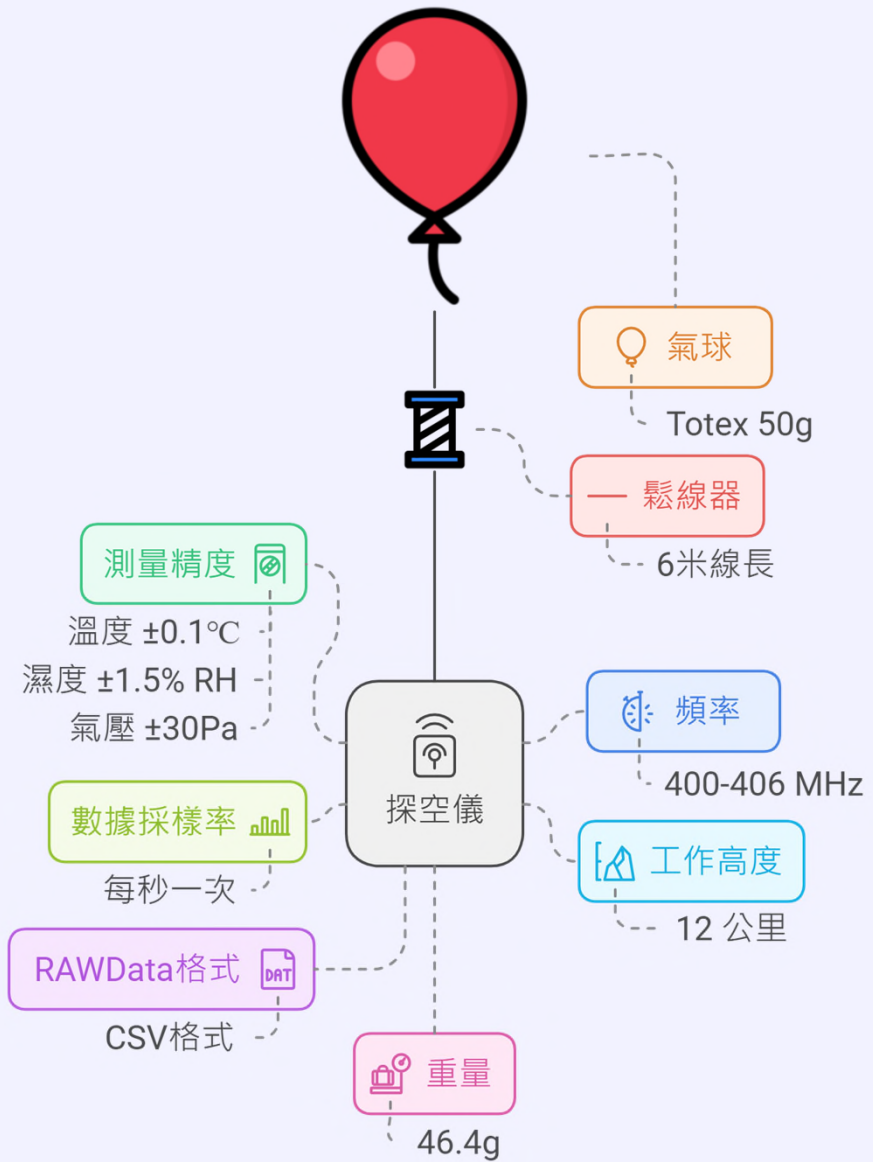 氣球
Totex 50g
鬆線器
6米線長
測量精度
溫度 ±0.1℃
濕度 ±1.5% RH
氣壓 ±30Pa
探空儀
頻率
400-406 MHz
數據採樣率
每秒一次
工作高度
12 公里
RAWData格式
DAT
CSV格式
重量
46.4g